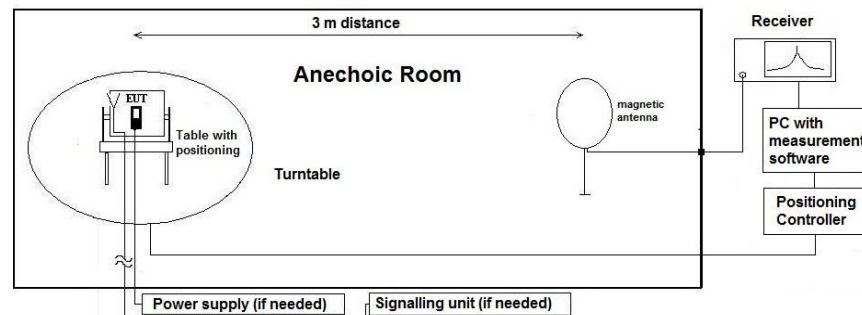 3 m distance
Receiver
Anechoic Room
EUT
magnetic
antenna
Table with
positioning
PC with
measurement
software
Turntable
Positioning
Controller
Power supply (if needed)
Signalling unit (if needed)